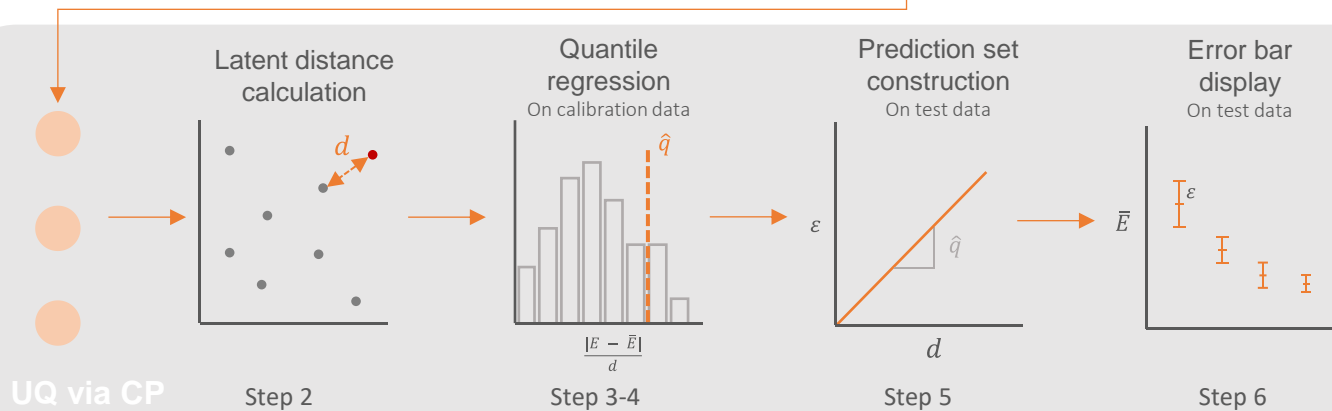 Latent distance
calculation
d
Step 2
Quantile
regression
On calibration data
q̂
|E − Ē|
d
Step 3-4
Prediction set
construction
On test data
ε
q̂
d
Step 5
Error bar
display
On test data
Ē
ε
Step 6
UQ via CP